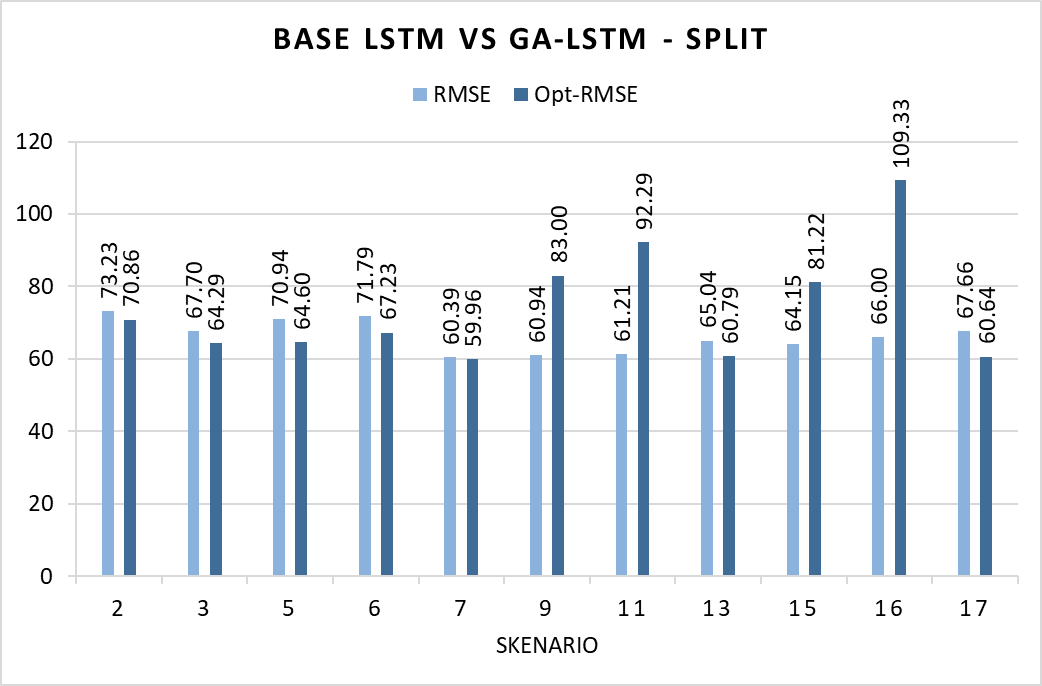 BASE LSTM VS GA-LSTM - SPLIT
RMSE Opt-RMSE
120
100
80
60
40
20
0
73.23 70.86 67.70 64.29 70.94 64.60 71.79 67.23 60.39 59.96 60.94 83.00 61.21 92.29 65.04 60.79 64.15 81.22 66.00 109.33 67.66 60.64
2 3 5 6 7 9 11 13 15 16 17
SKENARIO